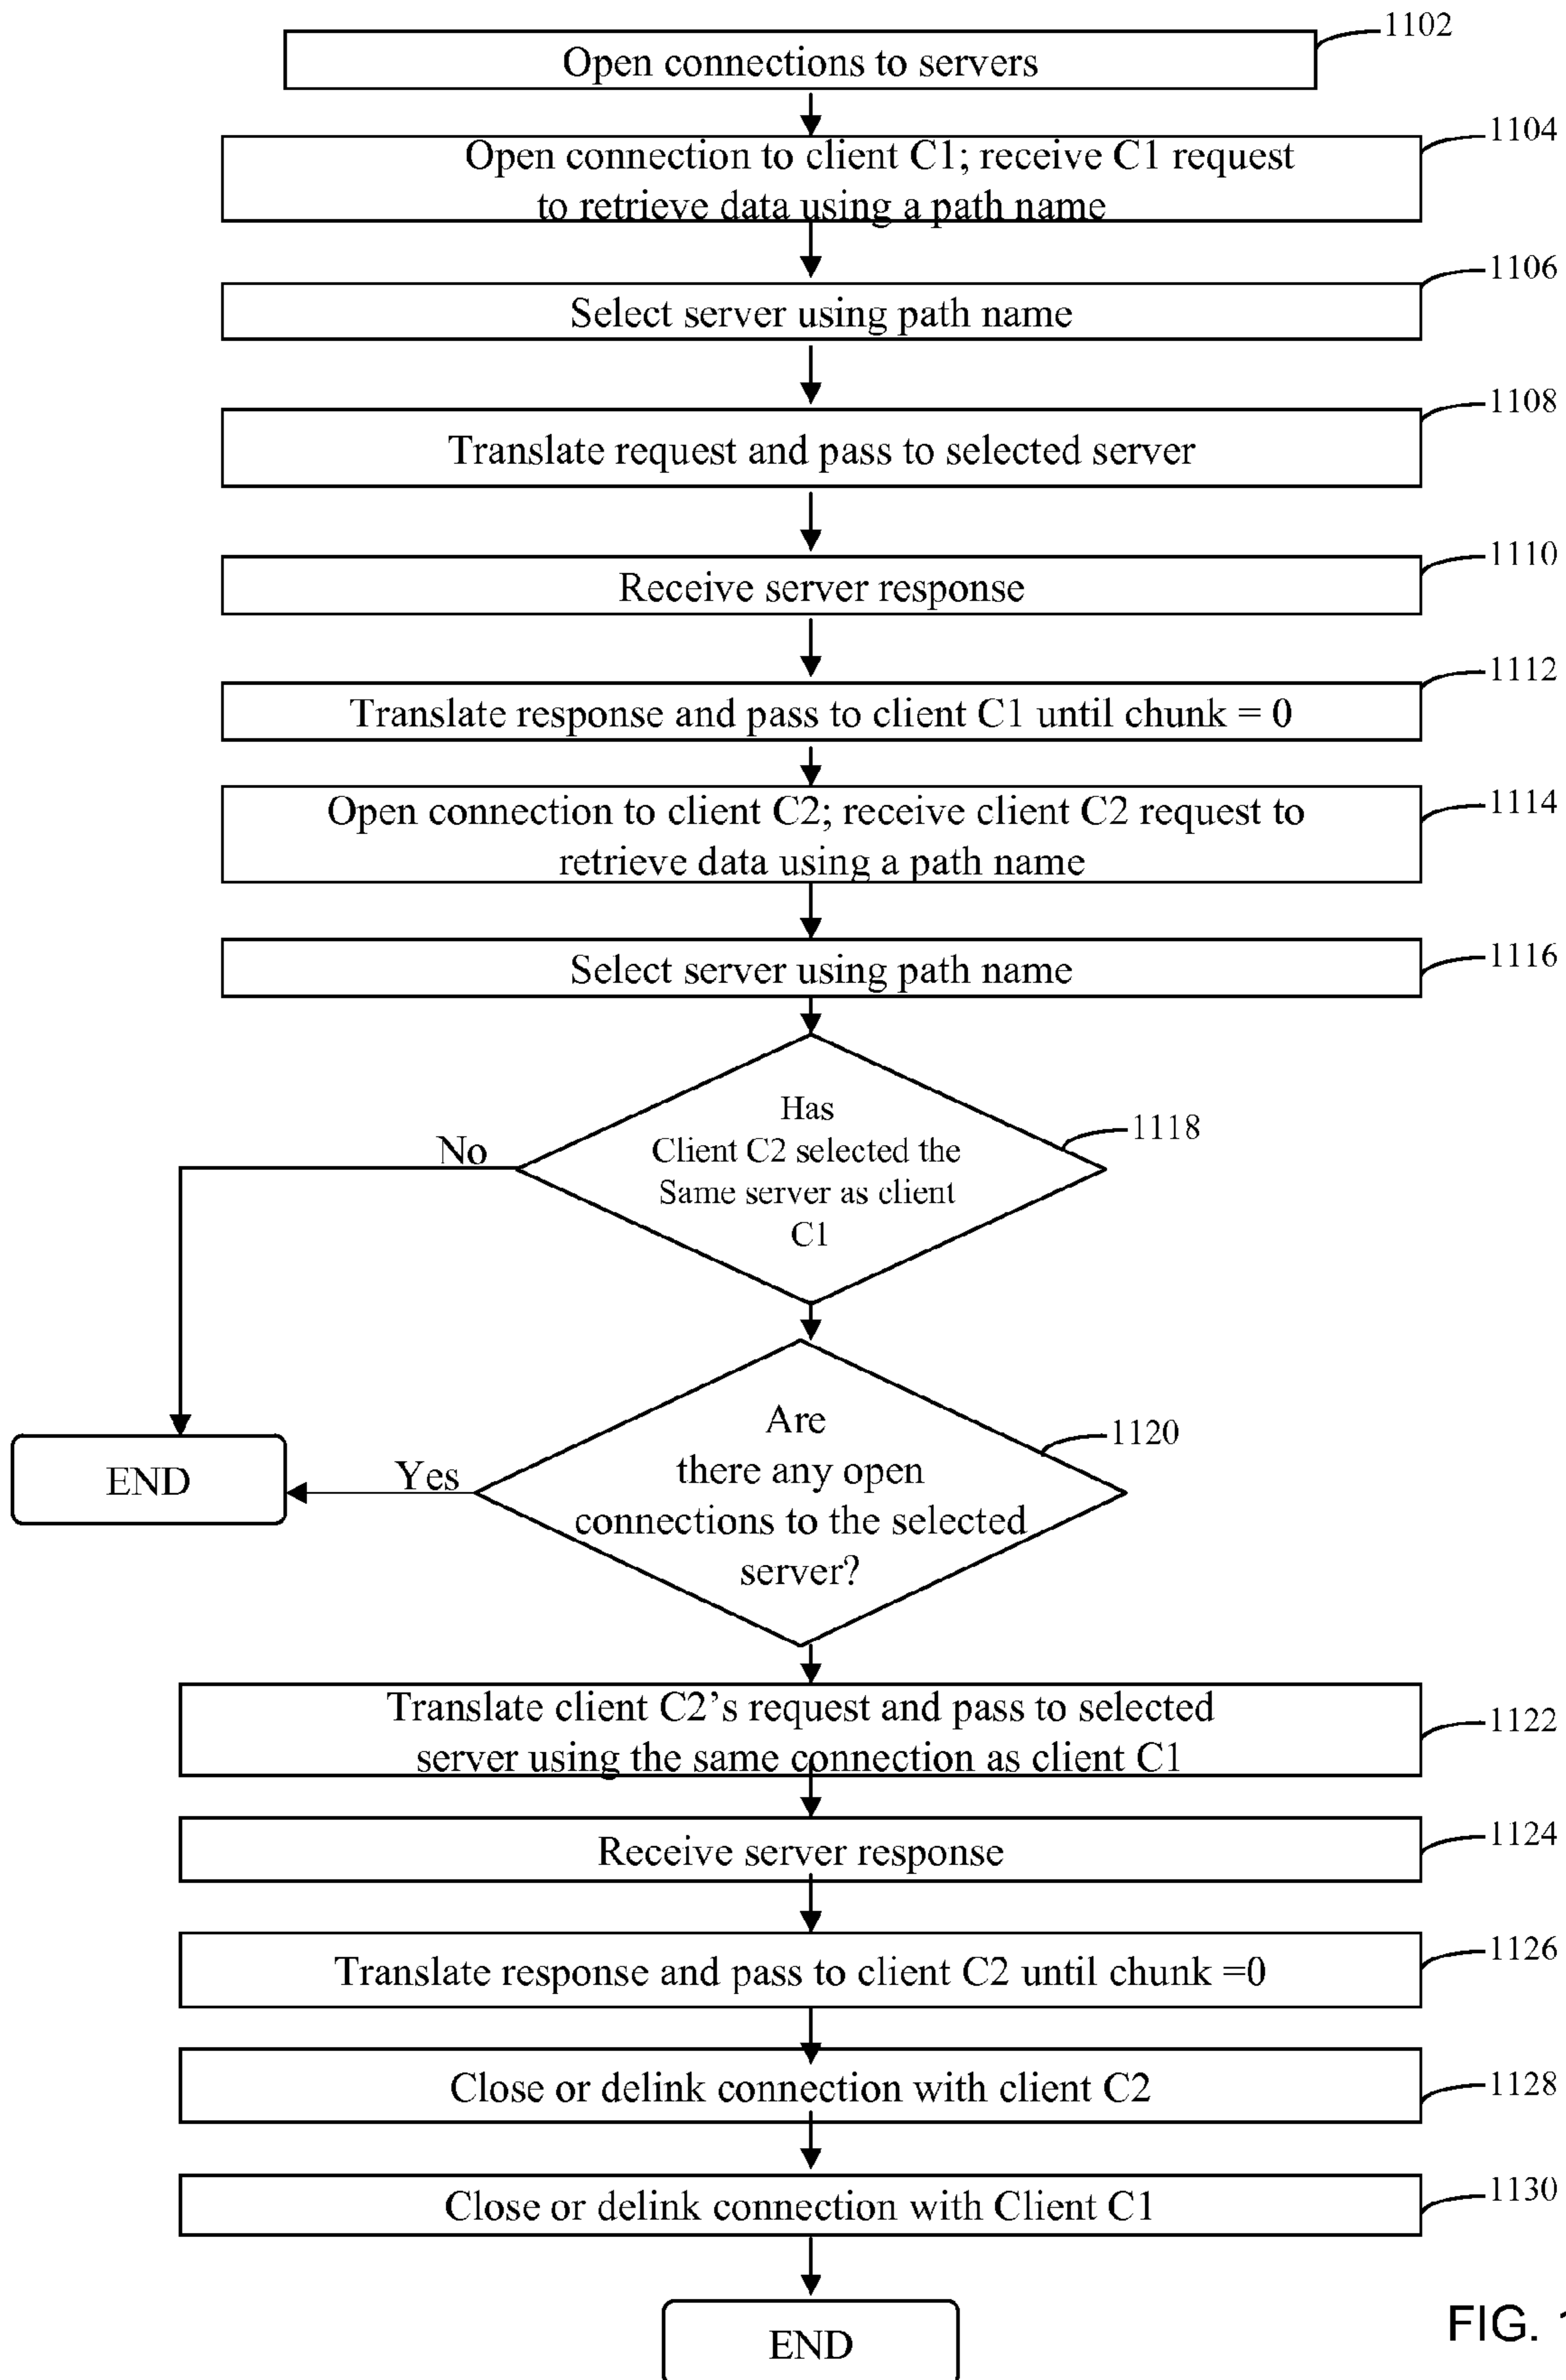 1102
Open connections to servers
1104
Open connection to client C1; receive C1 request
to retrieve data using a path name
1106
Select server using path name
1108
Translate request and pass to selected server
1110
Receive server response
1112
Translate response and pass to client C1 until chunk = 0
1114
Open connection to client C2; receive client C2 request to
retrieve data using a path name
1116
Select server using path name
Has
Client C2 selected the
Same server as client
C1
1118
No
Are
there any open
connections to the selected
server?
1120
Yes
END
Translate client C2’s request and pass to selected
server using the same connection as client C1
1122
Receive server response
1124
Translate response and pass to client C2 until chunk =0
1126
Close or delink connection with client C2
1128
Close or delink connection with Client C1
1130
END
FIG.